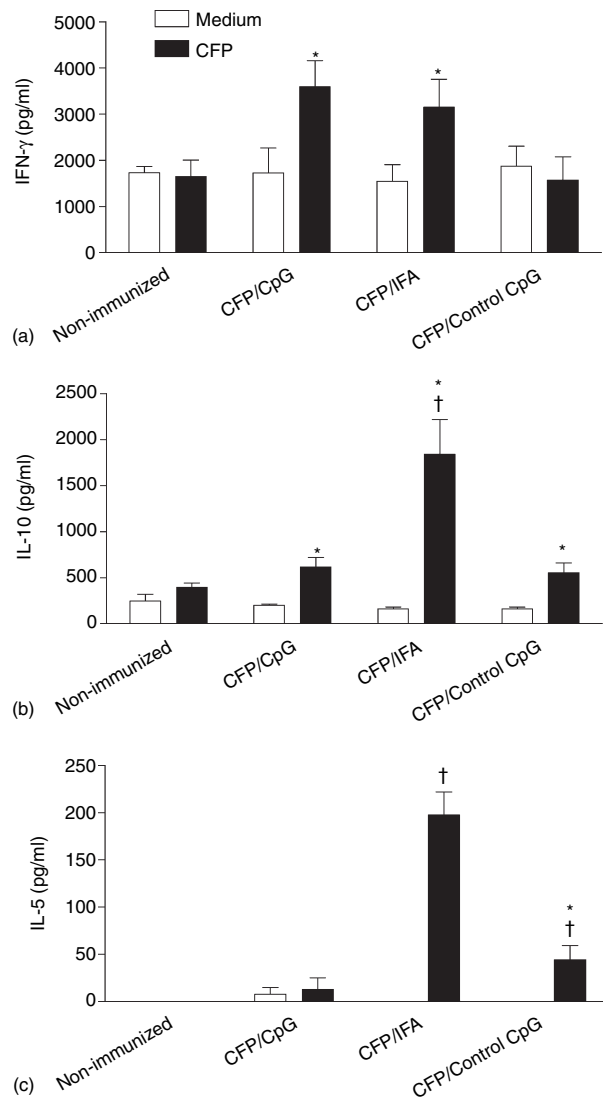 5000
4000
3000
2000
1000
0
IFN-γ (pg/ml)
Medium
CFP
*
*
Non-immunized
CFP/CpG
CFP/IFA
CFP/Control CpG
(a)
2500
2000
1500
1000
500
0
IL-10 (pg/ml)
*
*
†
*
Non-immunized
CFP/CpG
CFP/IFA
CFP/Control CpG
(b)
250
200
150
100
50
0
IL-5 (pg/ml)
†
*
†
Non-immunized
CFP/CpG
CFP/IFA
CFP/Control CpG
(c)